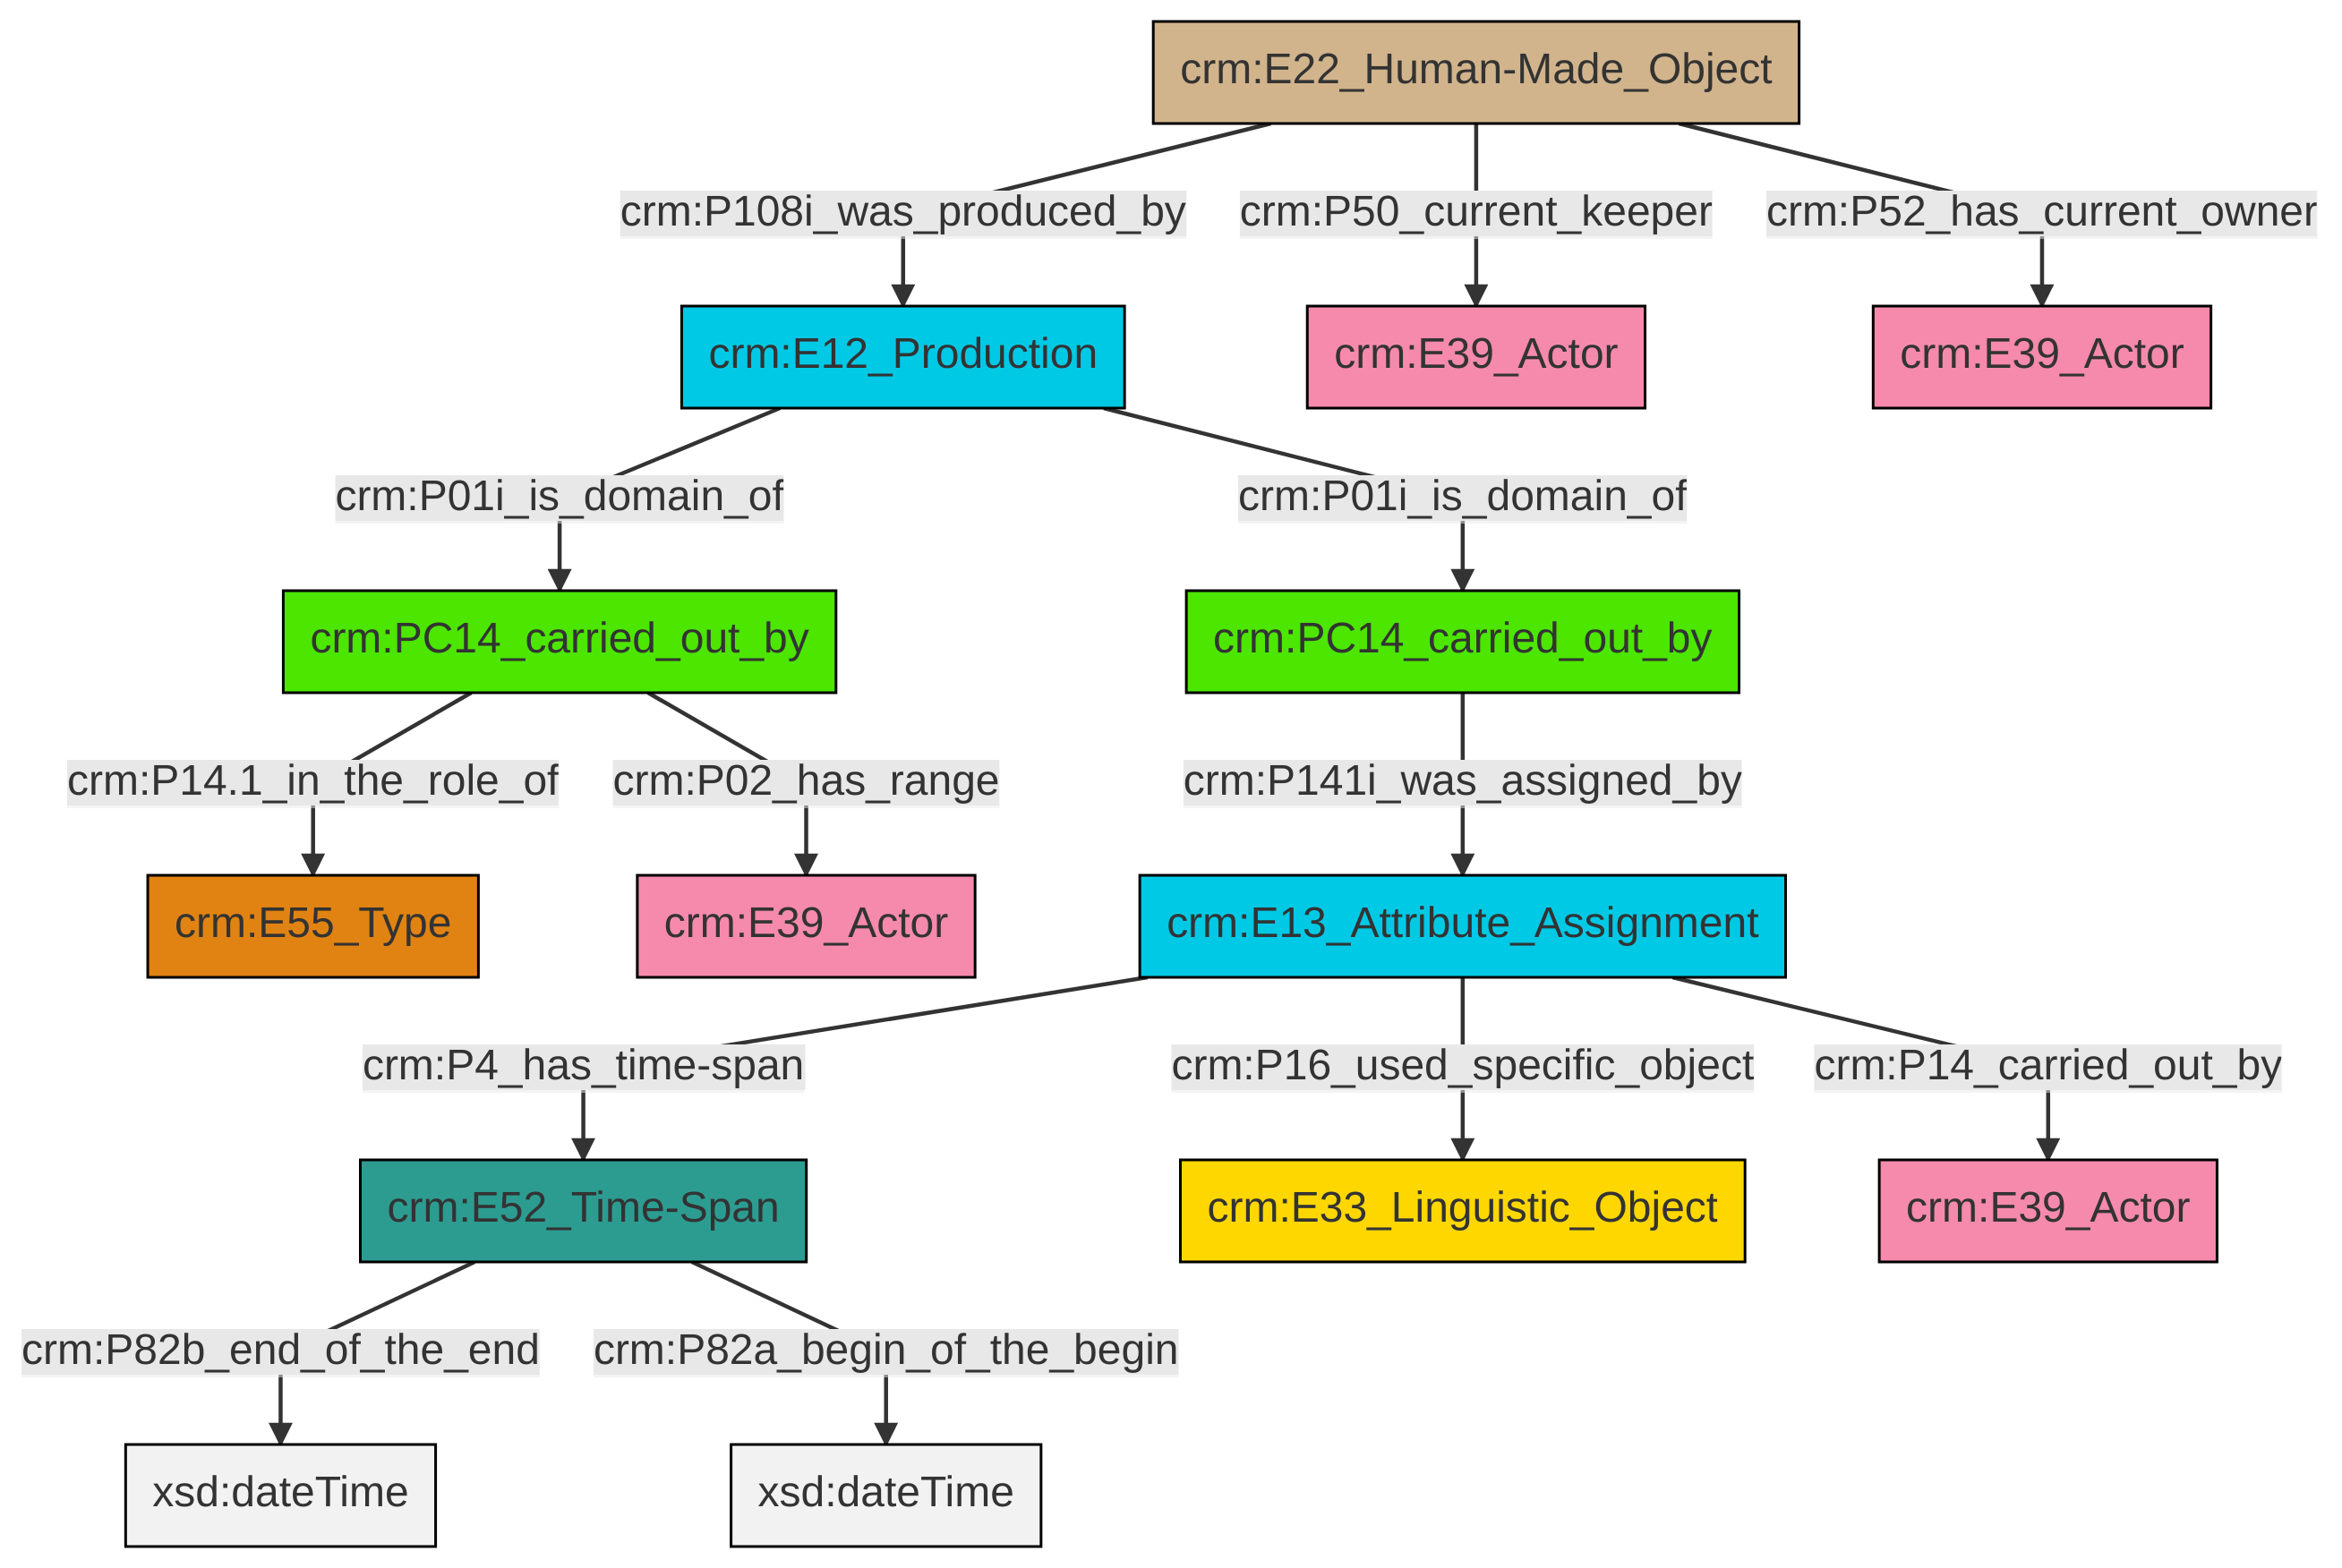 crm:E22_Human-Made_Object
crm:P108i_was_produced_by
crm:P50_current_keeper
crm:P52_has_current_owner
crm:E12_Production
crm:E39_Actor
crm:E39_Actor
crm:P01i_is_domain_of
crm:P01i_is_domain_of
crm:PC14_carried_out_by
crm:PC14_carried_out_by
crm:P14.1_in_the_role_of
crm:P02_has_range
crm:P141i_was_assigned_by
crm:E55_Type
crm:E39_Actor
crm:E13_Attribute_Assignment
crm:P4_has_time-span
crm:P16_used_specific_object
crm:P14_carried_out_by
crm:E52_Time-Span
crm:E33_Linguistic_Object
crm:E39_Actor
crm:P82b_end_of_the_end
crm:P82a_begin_of_the_begin
xsd:dateTime
xsd:dateTime